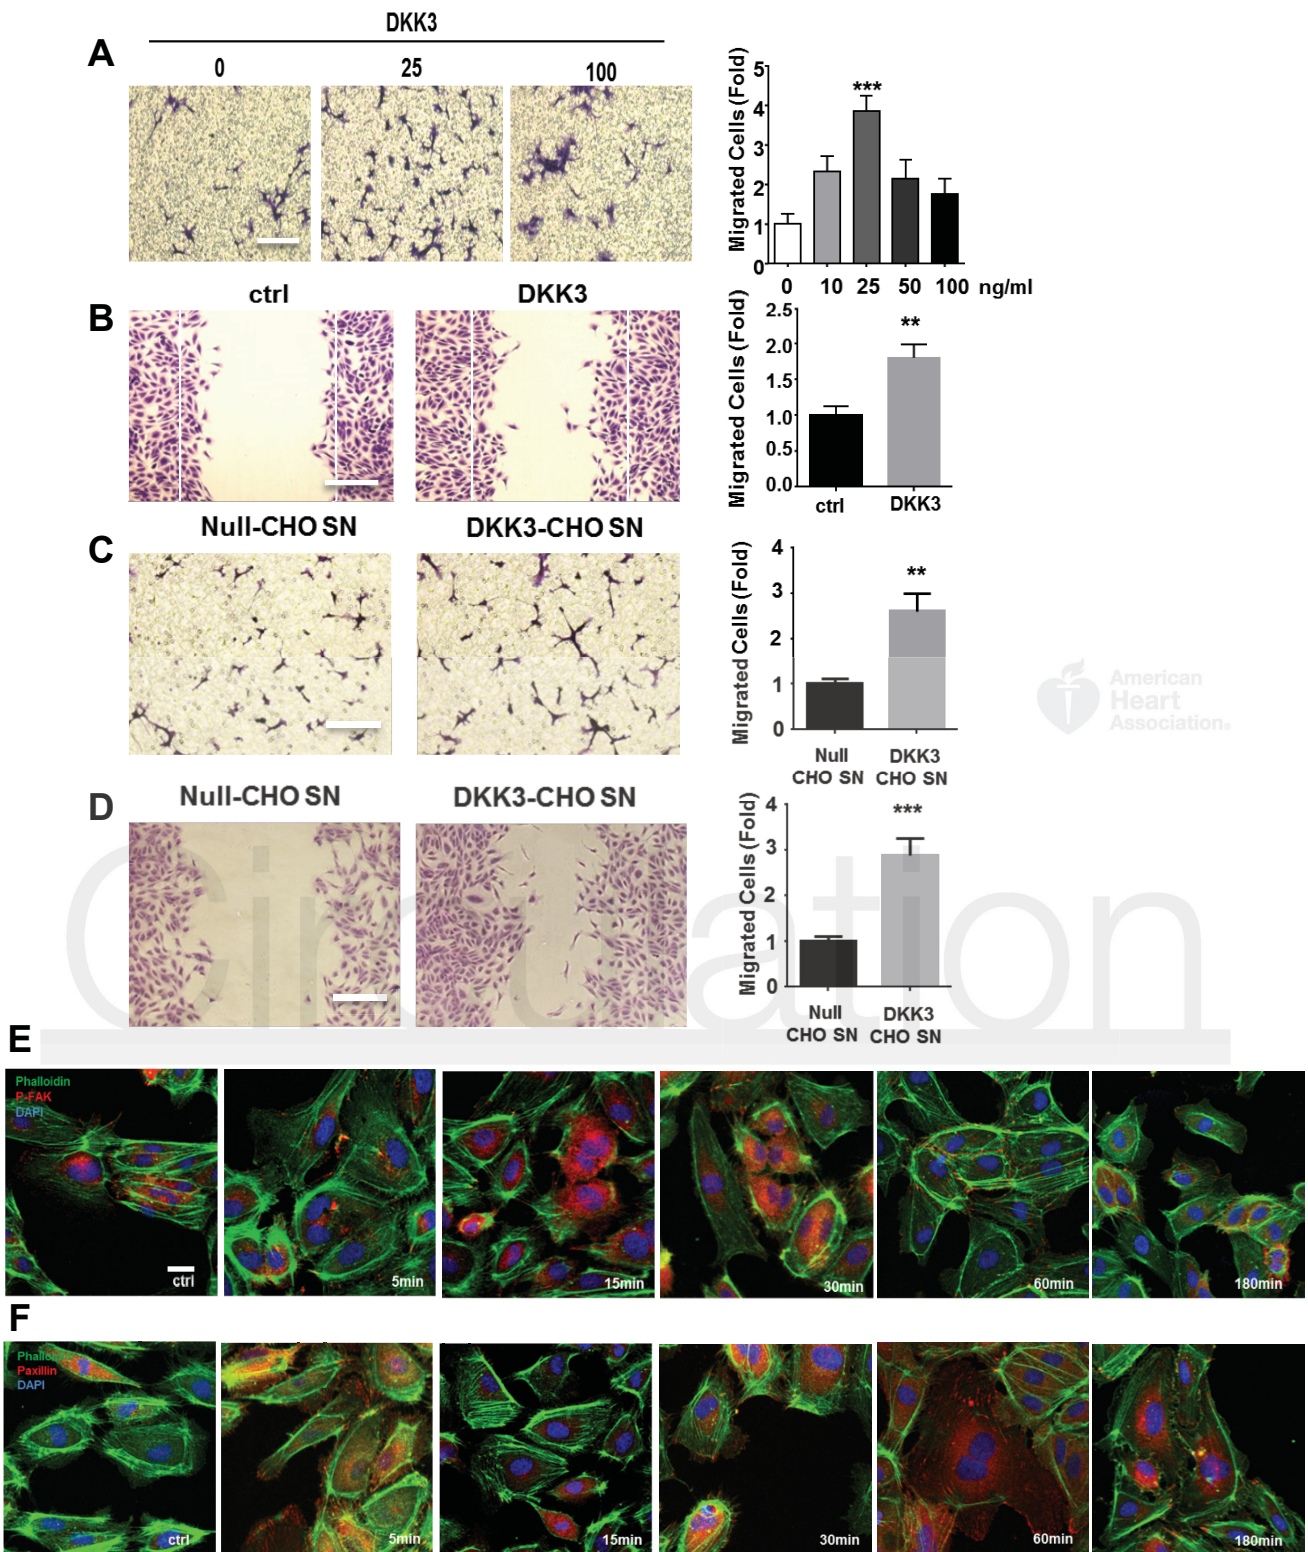 DKK3
A
0 25 100
Migrated Cells (Fold)
5
4
3
2
1
0
***
0 10 25 50 100 ng/ml
B
ctrl DKK3
Migrated Cells (Fold)
2.5
2.0
1.5
1.0
0.5
0.0
**
ctrl DKK3
C
Null-CHO SN DKK3-CHO SN
Migrated Cells (Fold)
4
3
2
1
0
**
Null
CHO SN
DKK3
CHO SN
American
Heart
Association®
D
Null-CHO SN DKK3-CHO SN
Migrated Cells (Fold)
4
3
2
1
0
***
Null
CHO SN
DKK3
CHO SN
Circulation
E
Phalloidin
P-FAK
DAPI
ctrl 5min 15min 30min 60min 180min
F
Phalloidin
Paxillin
DAPI
ctrl 5min 15min 30min 60min 180min